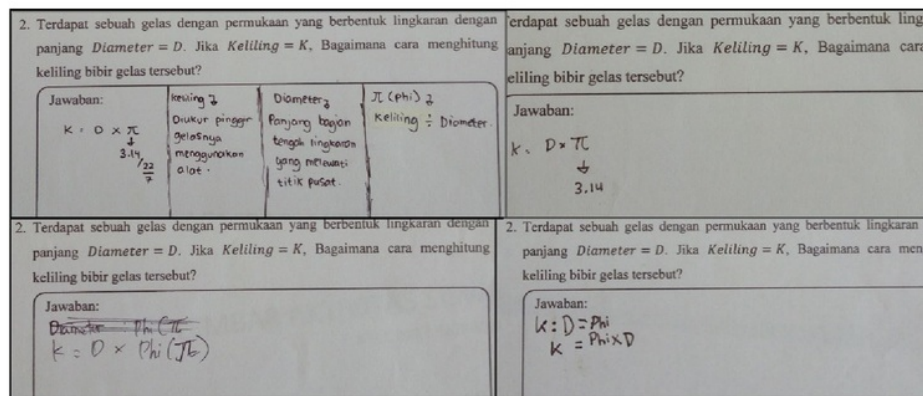 2. Terdapat sebuah gelas dengan permukaan yang berbentuk lingkaran dengan
panjang Diameter = D. Jika Keliling = K, Bagaimana cara menghitung
keliling bibir gelas tersebut?
Jawaban:
K = D × π
↓
3.14/22/7
Keliling
Diukur pinggir
gelasnya
menggunakan
alat.
Diameter
Panjang bagian
tengah lingkaran
yang melewati
titik pusat.
π (phi)
Keliling ÷ Diameter.
erdapat sebuah gelas dengan permukaan yang berbentuk ling
anjang Diameter = D. Jika Keliling = K, Bagaimana cara
eliling bibir gelas tersebut?
Jawaban:
K = D × π
↓
3.14
2. Terdapat sebuah gelas dengan permukaan yang berbentuk lingkaran dengan
panjang Diameter = D. Jika Keliling = K, Bagaimana cara menghitung
keliling bibir gelas tersebut?
Jawaban:
Diameter : Phi (π
K = D × Phi (π)
2. Terdapat sebuah gelas dengan permukaan yang berbentuk lingkaran
panjang Diameter = D. Jika Keliling = K, Bagaimana cara men
keliling bibir gelas tersebut?
Jawaban:
K : D = Phi
K = Phi × D